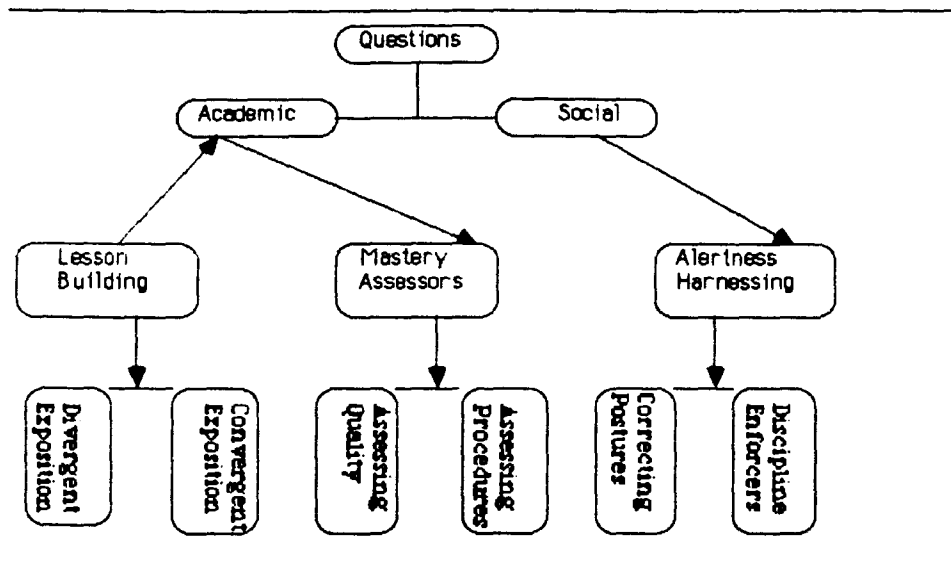 Questions
Academic
Social
Lesson
Building
Mastery
Assessors
Alertness
Harnessing
Divergent
Exposition
Convergent
Exposition
Assessing
Quality
Assessing
Procedures
Correcting
Postures
Discipline
Enforcers